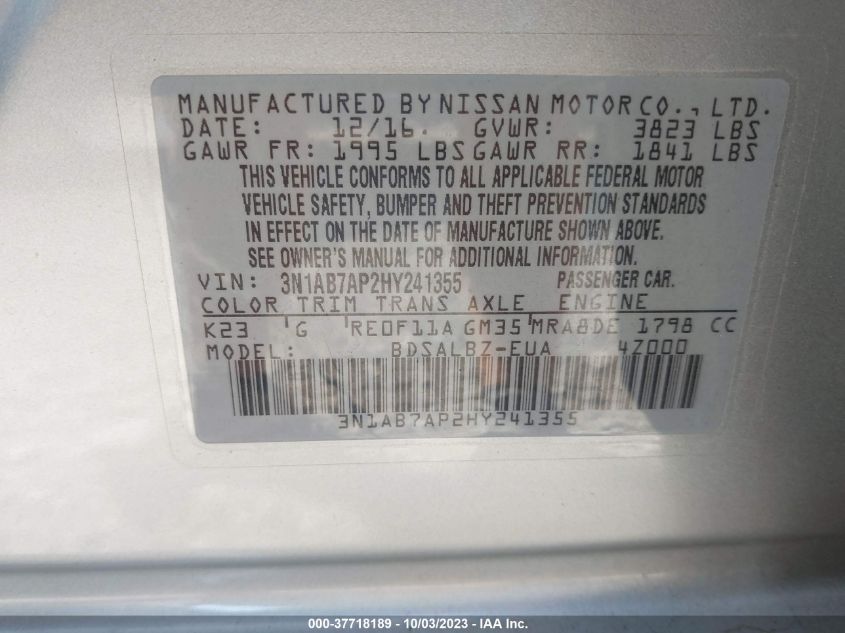 MANUFACTURED BY NISSAN MOTOR CO., LTD.
DATE: 12/16. GVWR: 3823 LBS
GAWR FR: 1995 LBS GAWR RR: 1841 LBS
THIS VEHICLE CONFORMS TO ALL APPLICABLE FEDERAL MOTOR
VEHICLE SAFETY, BUMPER AND THEFT PREVENTION STANDARDS
IN EFFECT ON THE DATE OF MANUFACTURE SHOWN ABOVE.
SEE OWNER'S MANUAL FOR ADDITIONAL INFORMATION.
VIN: 3N1AB7AP2HY241355 PASSENGER CAR.
COLOR TRIM TRANS AXLE ENGINE
K23 G RE0F11A GM35 MRA8DE 1798 CC
MODEL: BDSALBZ-EUA 4Z000
3N1AB7AP2HY241355
000-37718189 - 10/03/2023 - IAA Inc.